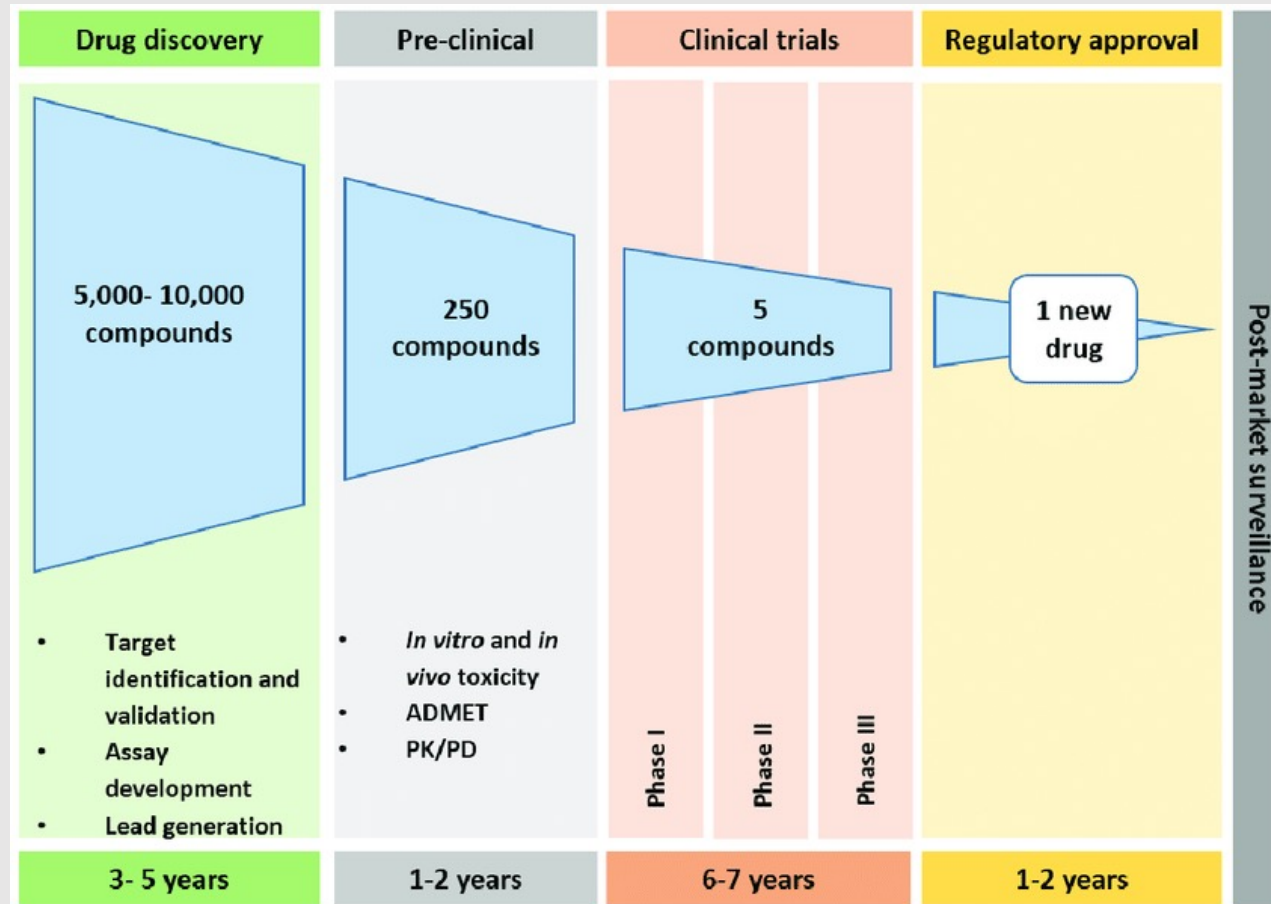 Drug discovery
Pre-clinical
Clinical trials
Regulatory approval
5,000- 10,000
compounds
250
compounds
5
compounds
1 new
drug
Post-market surveillance
• Target
identification and
validation
• Assay
development
• Lead generation
• In vitro and in
vivo toxicity
• ADMET
• PK/PD
Phase I
Phase II
Phase III
3- 5 years
1-2 years
6-7 years
1-2 years